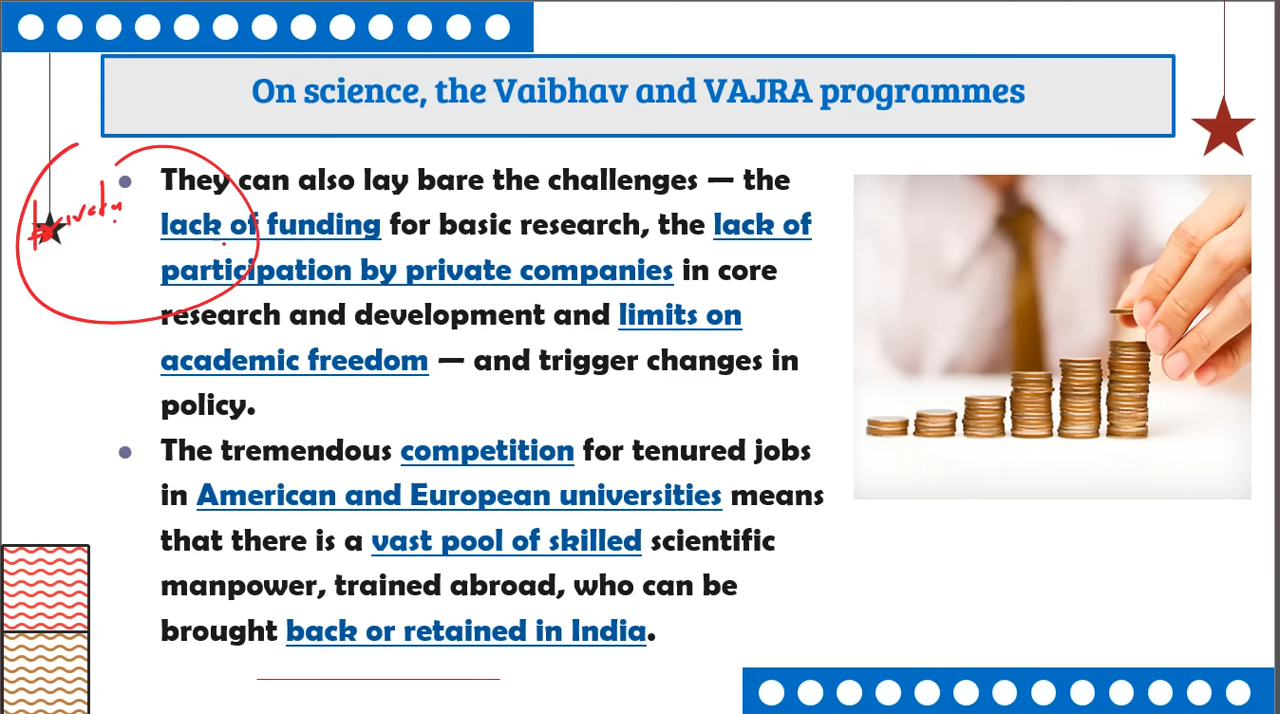 On science, the Vaibhav and VAJRA programmes
They can also lay bare the challenges — the
lack of funding for basic research, the lack of
participation by private companies in core
research and development and limits on
academic freedom — and trigger changes in
policy.
The tremendous competition for tenured jobs
in American and European universities means
that there is a vast pool of skilled scientific
manpower, trained abroad, who can be
brought back or retained in India.